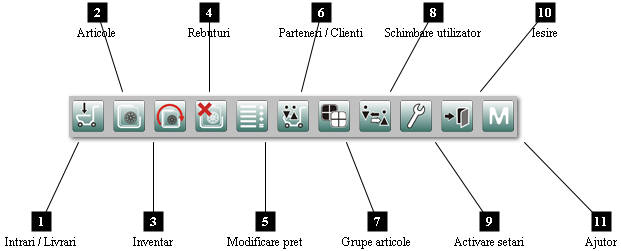 2 4 6 8 10
Articole Rebuturi Parteneri / Clienti Schimbare utilizator Iesire
M
1 3 5 7 9 11
Intrari / Livrari Inventar Modificare pret Grupe articole Activare setari Ajutor